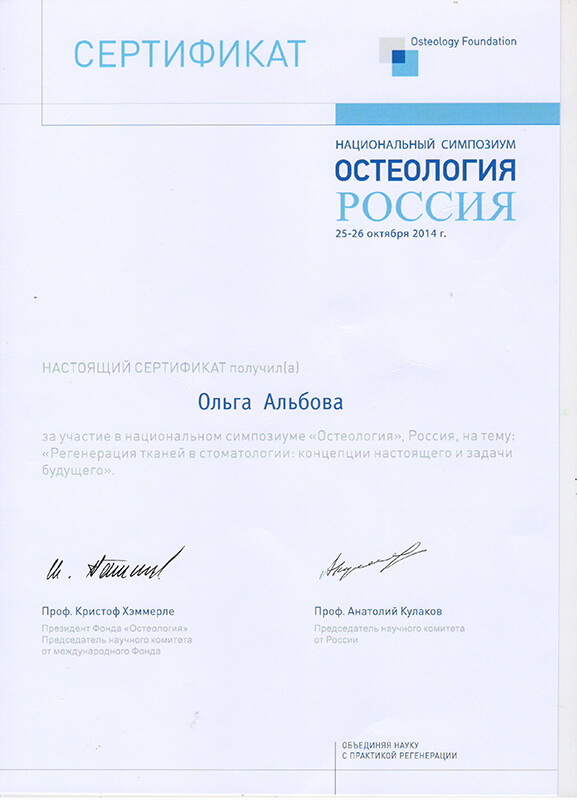 СЕРТИФИКАТ
Osteology Foundation
НАЦИОНАЛЬНЫЙ СИМПОЗИУМ
ОСТЕОЛОГИЯ
РОССИЯ
25-26 октября 2014 г.
НАСТОЯЩИЙ СЕРТИФИКАТ получил(а)
Ольга Альбова
за участие в национальном симпозиуме «Остеология», Россия, на тему:
«Регенерация тканей в стоматологии: концепции настоящего и задачи
будущего».
Проф. Кристоф Хэммерле
Президент Фонда «Остеология»
Председатель научного комитета
от международного Фонда
Проф. Анатолий Кулаков
Председатель научного комитета
от России
ОБЪЕДИНЯЯ НАУКУ
С ПРАКТИКОЙ РЕГЕНЕРАЦИИ